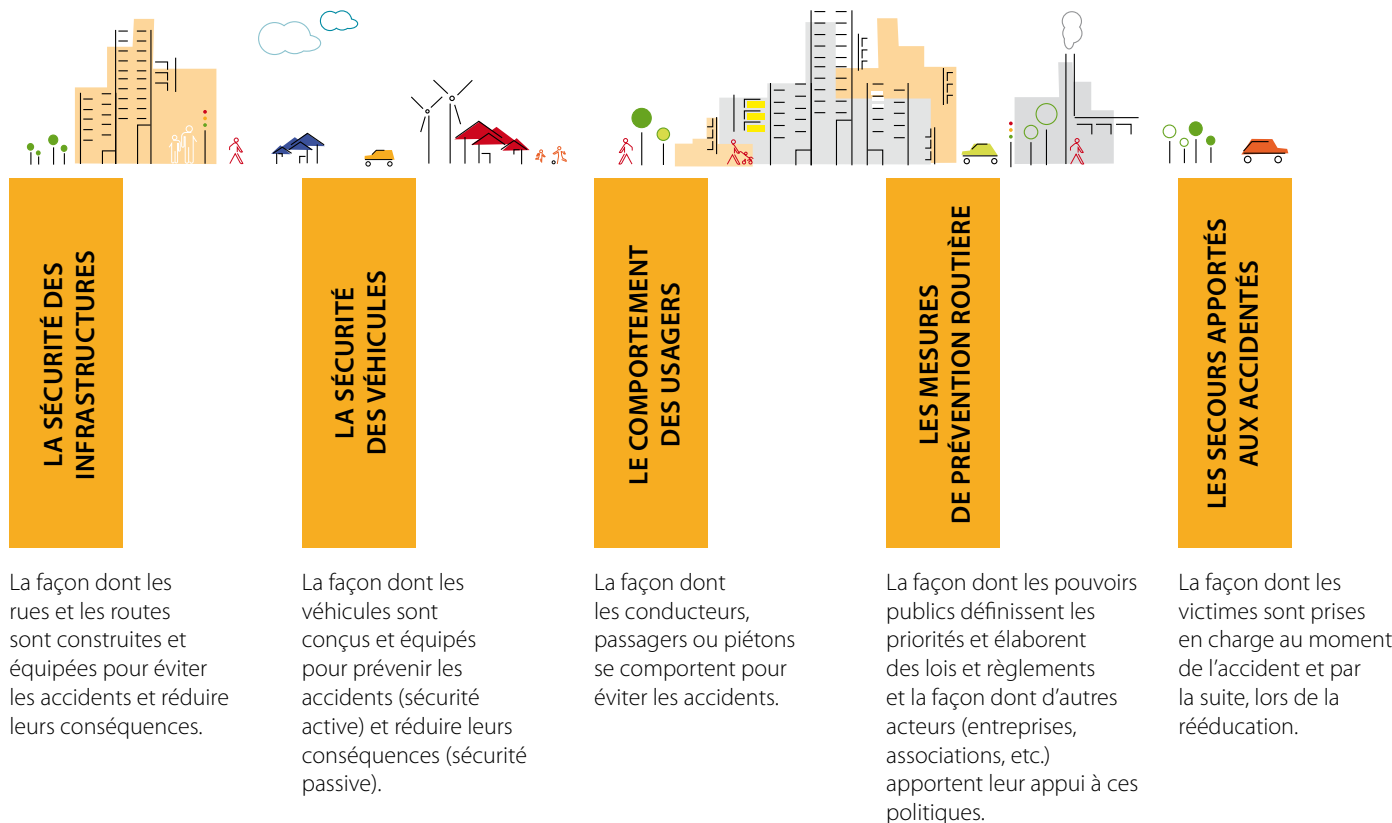 LA SÉCURITÉ DES
INFRASTRUCTURES
La façon dont les
rues et les routes
sont construites et
équipées pour éviter
les accidents et réduire
leurs conséquences.
LA SÉCURITÉ
DES VÉHICULES
La façon dont les
véhicules sont
conçus et équipés
pour prévenir les
accidents (sécurité
active) et réduire leurs
conséquences (sécurité
passive).
LE COMPORTEMENT
DES USAGERS
La façon dont
les conducteurs,
passagers ou piétons
se comportent pour
éviter les accidents.
LES MESURES
DE PRÉVENTION ROUTIÈRE
La façon dont les pouvoirs
publics définissent les
priorités et élaborent
des lois et règlements
et la façon dont d’autres
acteurs (entreprises,
associations, etc.)
apportent leur appui à ces
politiques.
LES SECOURS APPORTÉS
AUX ACCIDENTÉS
La façon dont les
victimes sont prises
en charge au moment
de l’accident et par
la suite, lors de la
rééducation.